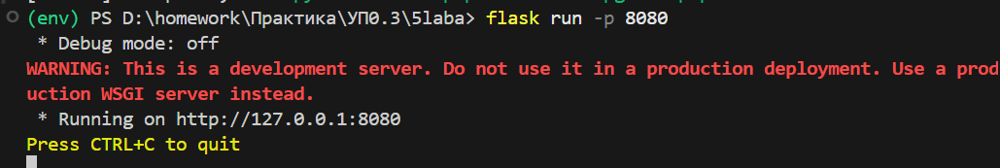 (env) PS D:\homework\Практика\УП0.3\5laba> flask run -p 8080
 * Debug mode: off
WARNING: This is a development server. Do not use it in a production deployment. Use a prod
uction WSGI server instead.
 * Running on http://127.0.0.1:8080
Press CTRL+C to quit